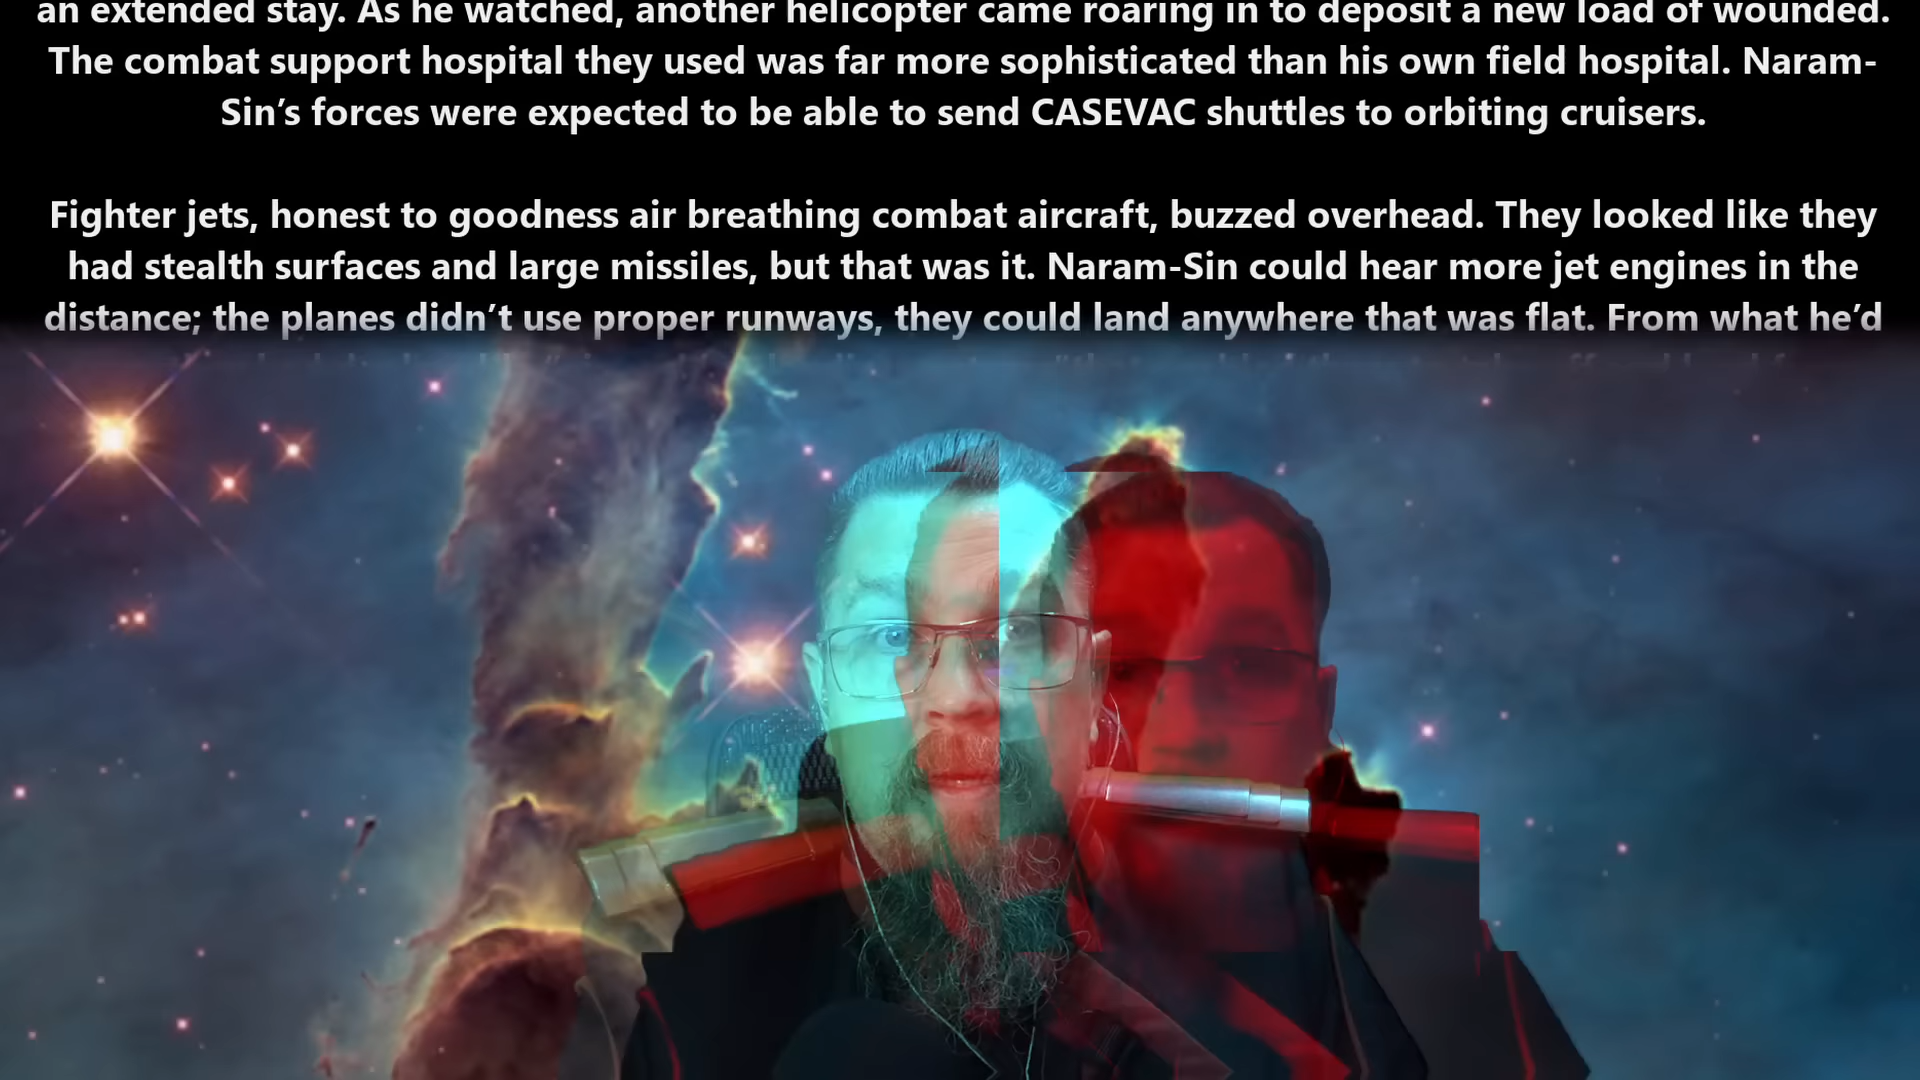 an extended stay. As he watched, another helicopter came roaring in to deposit a new load of wounded.
The combat support hospital they used was far more sophisticated than his own field hospital. Naram-
Sin’s forces were expected to be able to send CASEVAC shuttles to orbiting cruisers.
Fighter jets, honest to goodness air breathing combat aircraft, buzzed overhead. They looked like they
had stealth surfaces and large missiles, but that was it. Naram-Sin could hear more jet engines in the
distance; the planes didn’t use proper runways, they could land anywhere that was flat. From what he’d